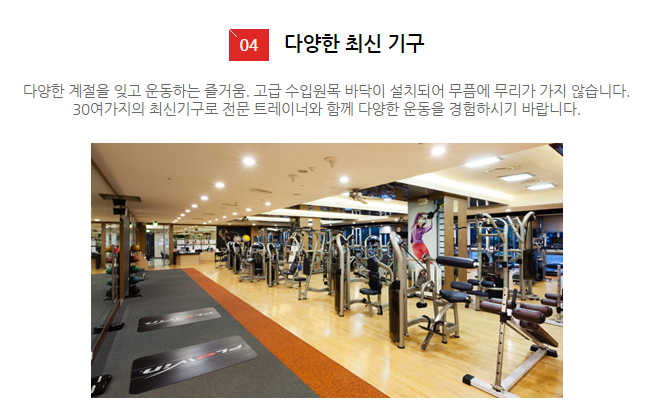 04 다양한 최신 기구
다양한 계절을 잊고 운동하는 즐거움. 고급 수입원목 바닥이 설치되어 무픔에 무리가 가지 않습니다.
30여가지의 최신기구로 전문 트레이너와 함께 다양한 운동을 경험하시기 바랍니다.
PLOWIN